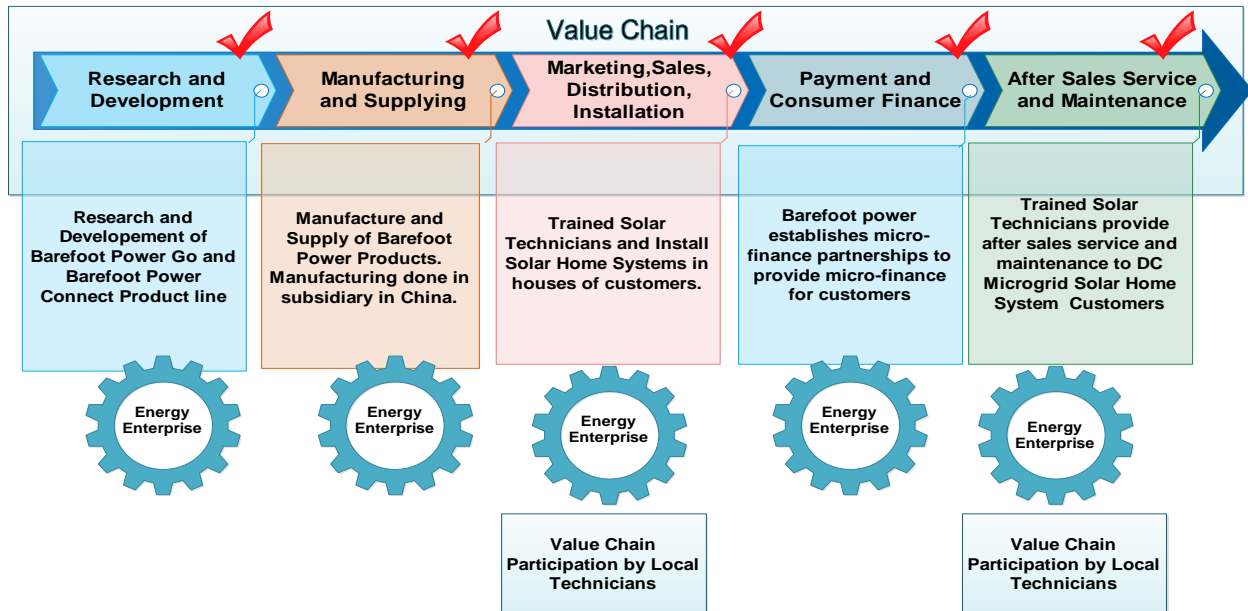 Value Chain
Research and
Development
Manufacturing
and Supplying
Marketing,Sales,
Distribution,
Installation
Payment and
Consumer Finance
After Sales Service
and Maintenance
Research and
Developement of
Barefoot Power Go and
Barefoot Power
Connect Product line
Manufacture and
Supply of Barefoot
Power Products.
Manufacturing done in
subsidiary in China.
Trained Solar
Technicians and Install
Solar Home Systems in
houses of customers.
Barefoot power
establishes micro-
finance partnerships to
provide micro-finance
for customers
Trained Solar
Technicians provide
after sales service and
maintenance to DC
Microgrid Solar Home
System Customers
Energy
Enterprise
Energy
Enterprise
Energy
Enterprise
Energy
Enterprise
Energy
Enterprise
Value Chain
Participation by Local
Technicians
Value Chain
Participation by Local
Technicians